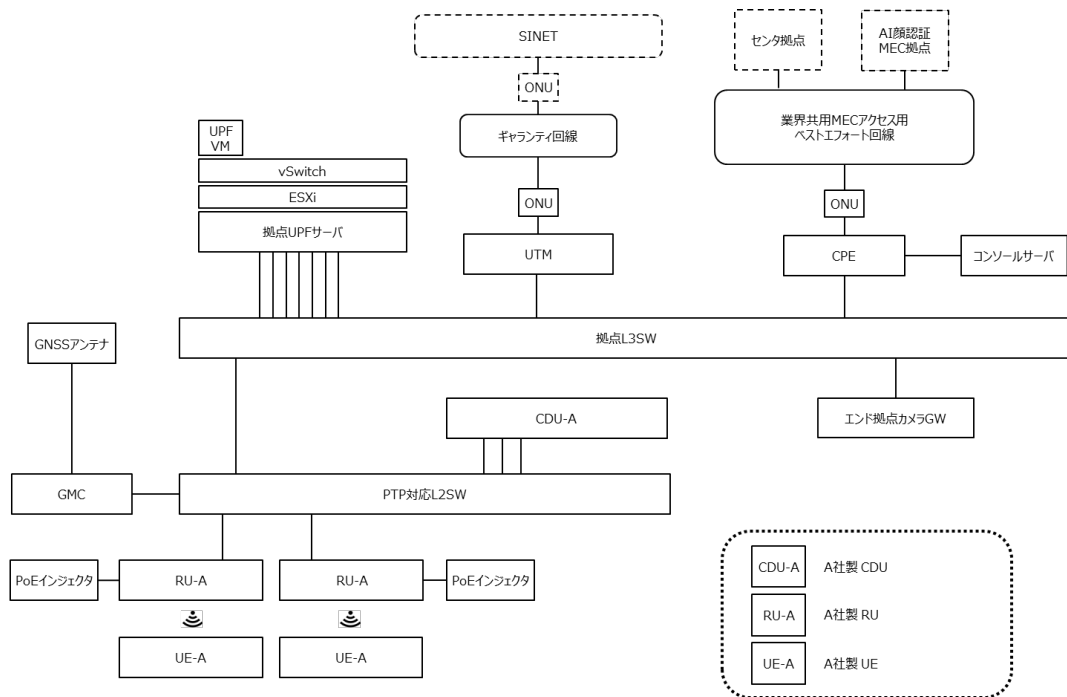 SINET
センタ拠点
AI顔認証
MEC拠点
ONU
UPF
VM
ギャランティ回線
業界共用MECアクセス用
ベストエフォート回線
vSwitch
ESXi
ONU
ONU
拠点UPFサーバ
UTM
CPE
コンソールサーバ
GNSSアンテナ
拠点L3SW
CDU-A
エンド拠点カメラGW
GMC
PTP対応L2SW
PoEインジェクタ
RU-A
RU-A
PoEインジェクタ
UE-A
UE-A
CDU-A
A社製 CDU
RU-A
A社製 RU
UE-A
A社製 UE